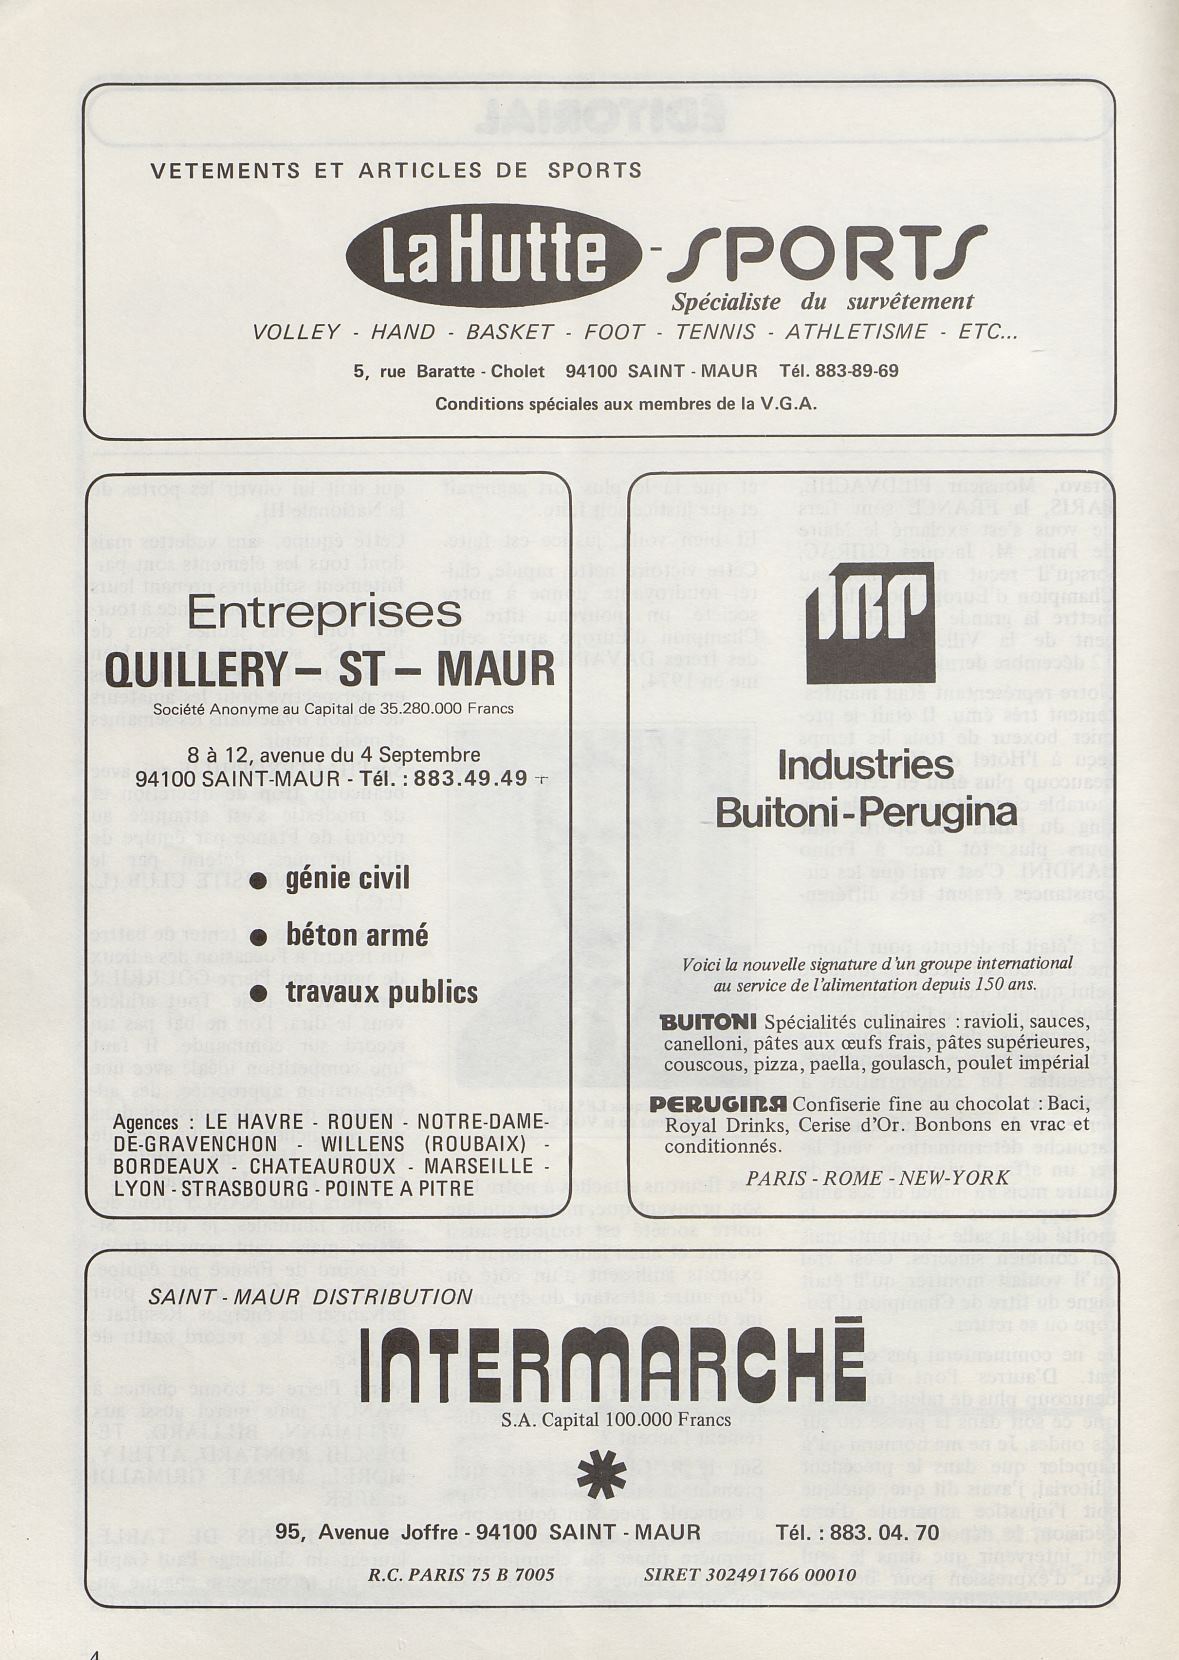 VETEMENTS ET ARTICLES DE SPORTS
La Hutte - SPORTS
Spécialiste du survêtement
VOLLEY - HAND - BASKET - FOOT - TENNIS - ATHLETISME - ETC...
5, rue Baratte - Cholet 94100 SAINT - MAUR Tél. 883-89-69
Conditions spéciales aux membres de la V.G.A.
Entreprises
QUILLERY - ST - MAUR
Société Anonyme au Capital de 35.280.000 Francs
8 à 12, avenue du 4 Septembre
94100 SAINT-MAUR - Tél. : 883.49.49 +
● génie civil
● béton armé
● travaux publics
Agences : LE HAVRE - ROUEN - NOTRE-DAME-
DE-GRAVENCHON - WILLENS (ROUBAIX) -
BORDEAUX - CHATEAUROUX - MARSEILLE -
LYON - STRASBOURG - POINTE A PITRE
IBP
Industries
Buitoni - Perugina
Voici la nouvelle signature d'un groupe international
au service de l'alimentation depuis 150 ans.
BUITONI Spécialités culinaires : ravioli, sauces,
canelloni, pâtes aux œufs frais, pâtes supérieures,
couscous, pizza, paella, goulasch, poulet impérial
PERUGINA Confiserie fine au chocolat : Baci,
Royal Drinks, Cerise d'Or. Bonbons en vrac et
conditionnés.
PARIS - ROME - NEW-YORK
SAINT - MAUR DISTRIBUTION
INTERMARCHÉ
S.A. Capital 100.000 Francs
95, Avenue Joffre - 94100 SAINT - MAUR Tél. : 883. 04. 70
R.C. PARIS 75 B 7005 SIRET 302491766 00010
4